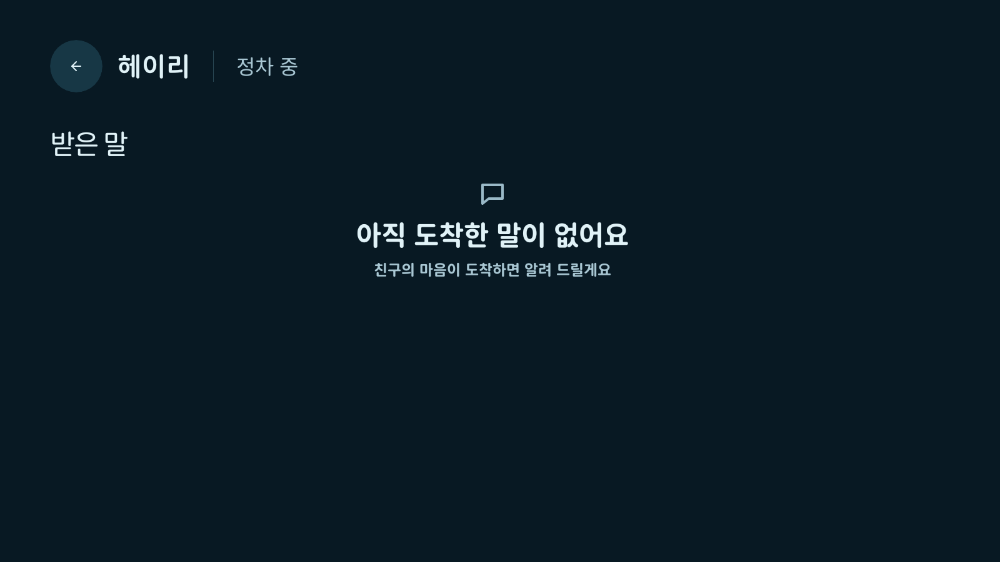 헤이리
정차 중
받은 말
아직 도착한 말이 없어요
친구의 마음이 도착하면 알려 드릴게요